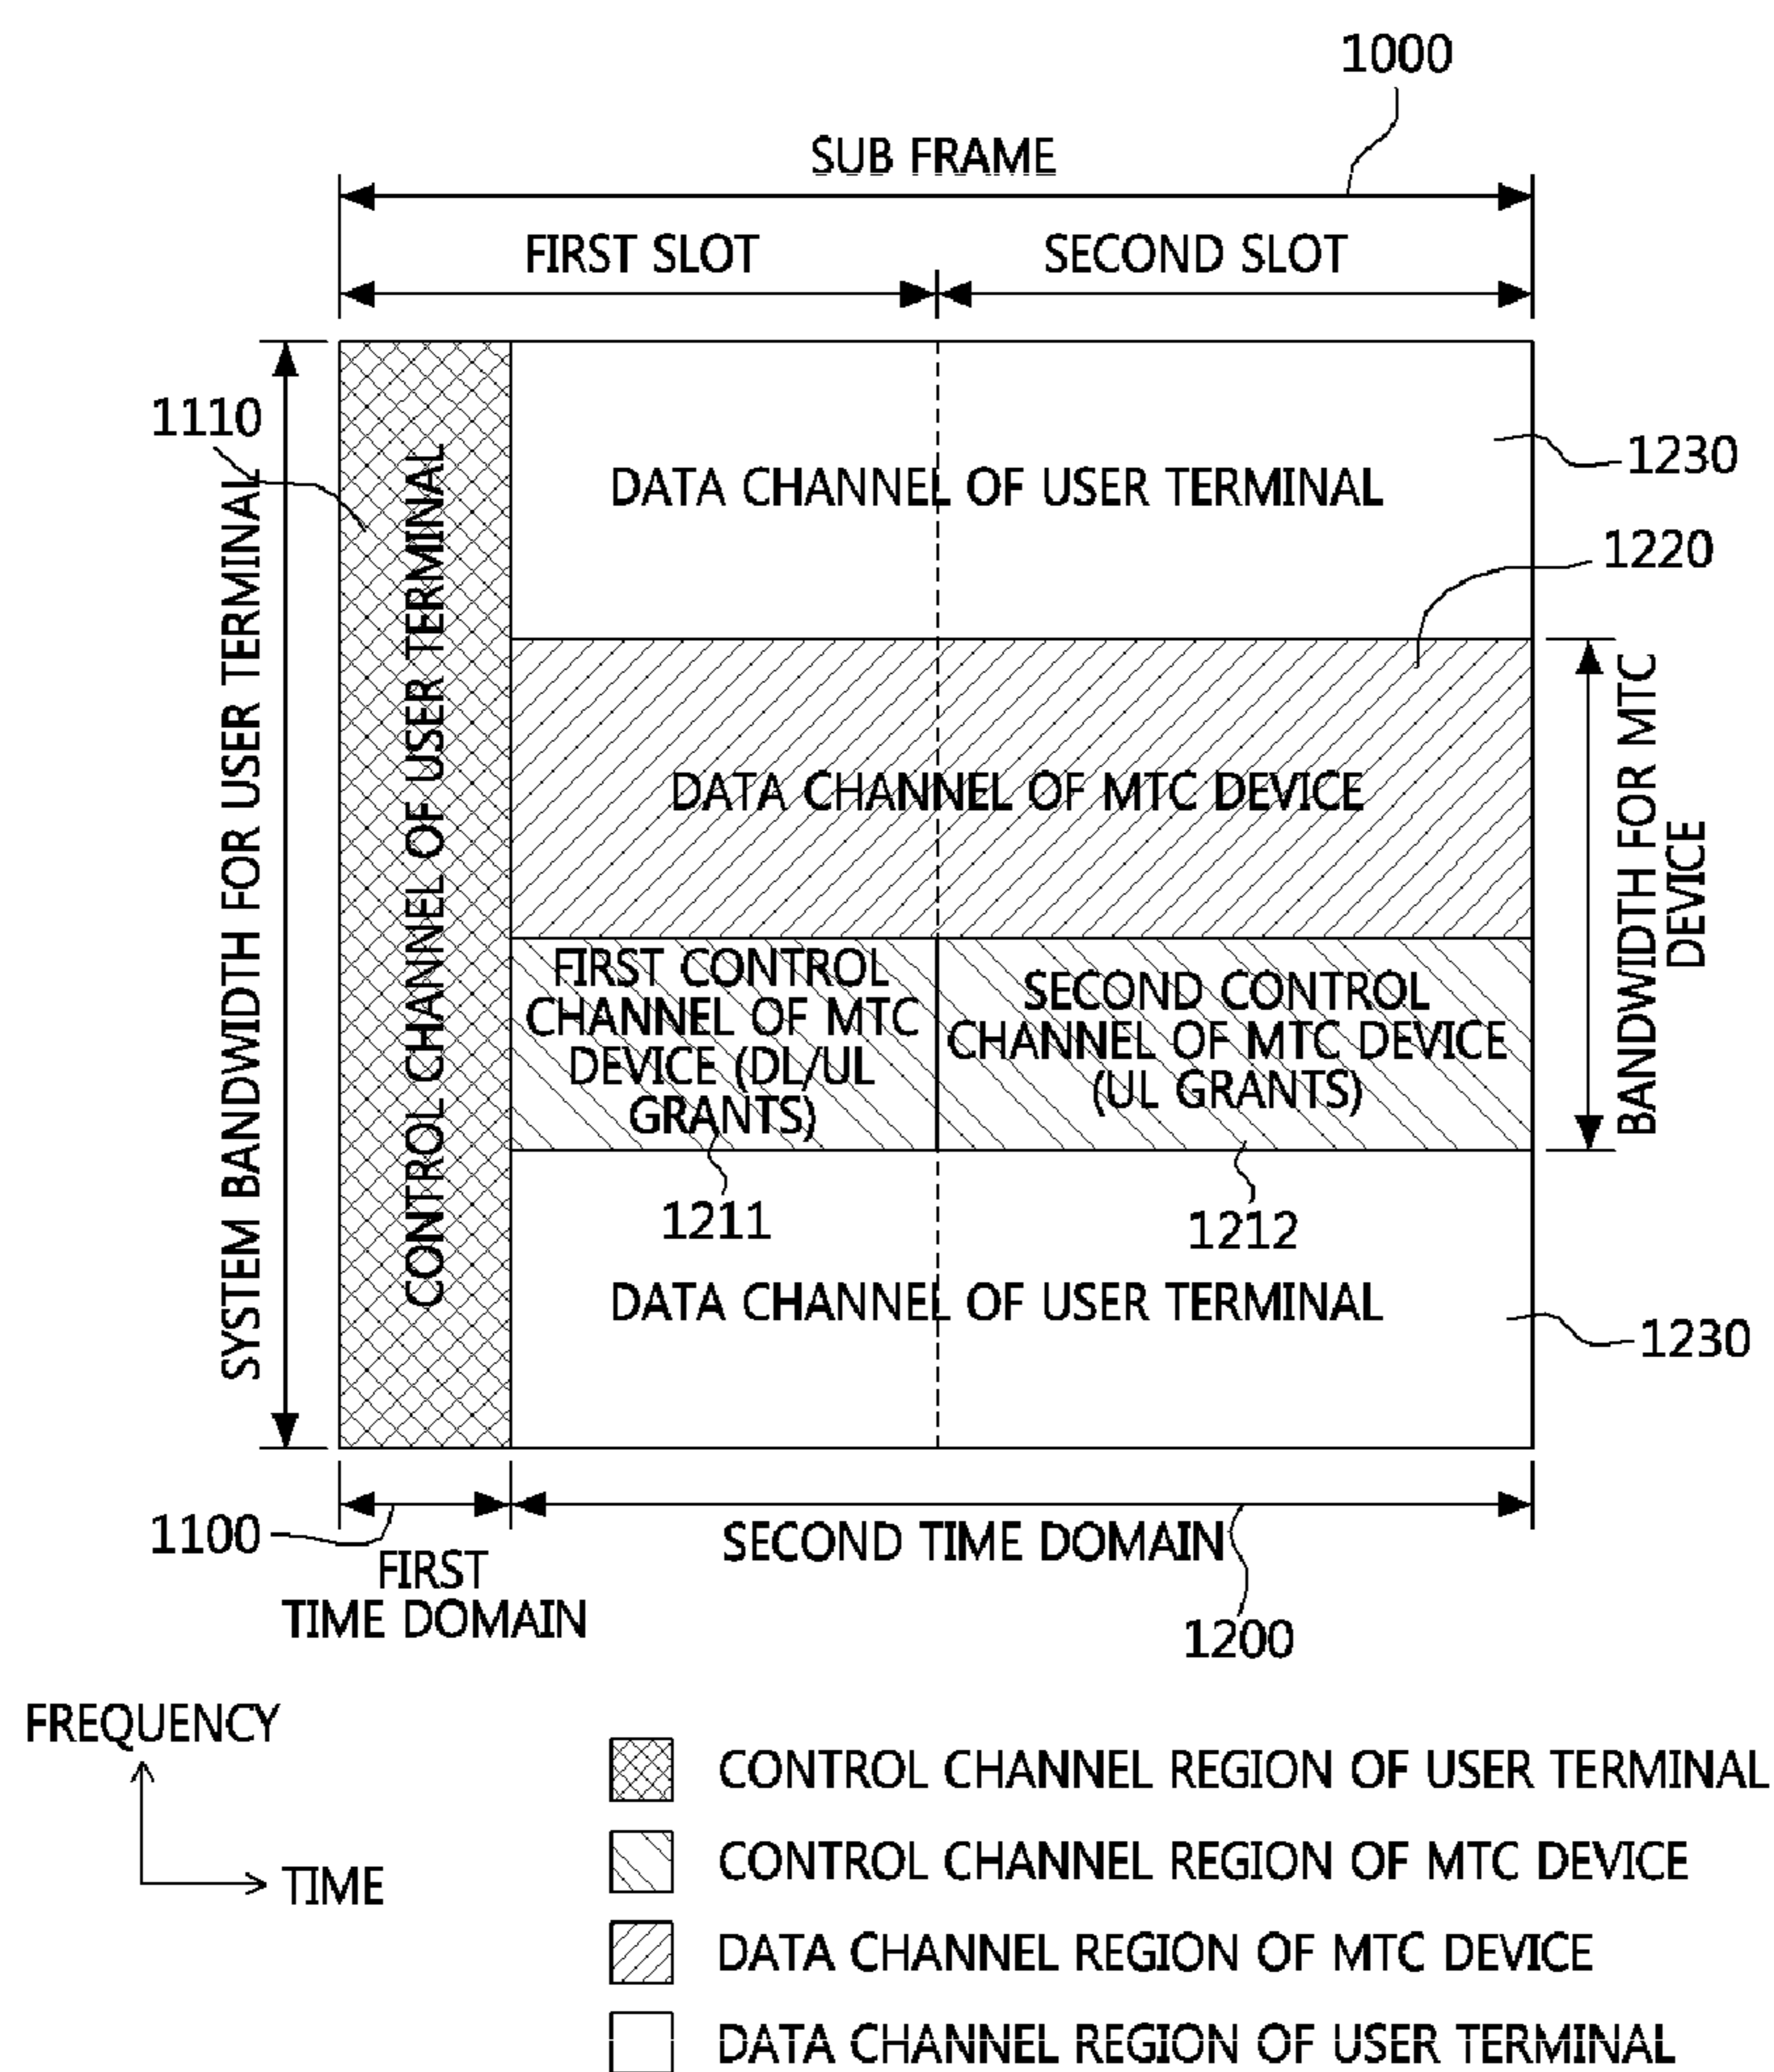 1000
SUB FRAME
FIRST SLOT
SECOND SLOT
1110
SYSTEM BANDWIDTH FOR USER TERMINAL
CONTROL CHANNEL OF USER TERMINAL
DATA CHANNEL OF USER TERMINAL
1230
1220
DATA CHANNEL OF MTC DEVICE
BANDWIDTH FOR MTC
DEVICE
FIRST CONTROL
CHANNEL OF MTC
DEVICE (DL/UL
GRANTS)
SECOND CONTROL
CHANNEL OF MTC DEVICE
(UL GRANTS)
1211
1212
DATA CHANNEL OF USER TERMINAL
1230
1100
FIRST
TIME DOMAIN
SECOND TIME DOMAIN
1200
FREQUENCY
TIME
CONTROL CHANNEL REGION OF USER TERMINAL
CONTROL CHANNEL REGION OF MTC DEVICE
DATA CHANNEL REGION OF MTC DEVICE
DATA CHANNEL REGION OF USER TERMINAL